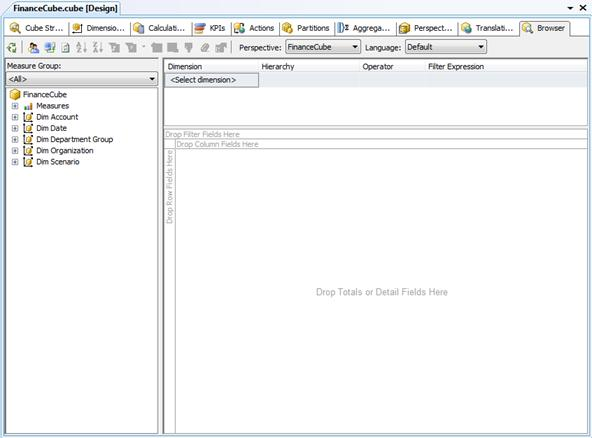 FinanceCube.cube [Design]
Cube Str... Dimensio... Calculati... KPIs Actions Partitions Aggrega... Perspect... Translati... Browser
Perspective: FinanceCube Language: Default
Measure Group:
<All>
FinanceCube
Measures
Dim Account
Dim Date
Dim Department Group
Dim Organization
Dim Scenario
Dimension Hierarchy Operator Filter Expression
<Select dimension>
Drop Filter Fields Here
Drop Column Fields Here
Drop Row Fields Here
Drop Totals or Detail Fields Here